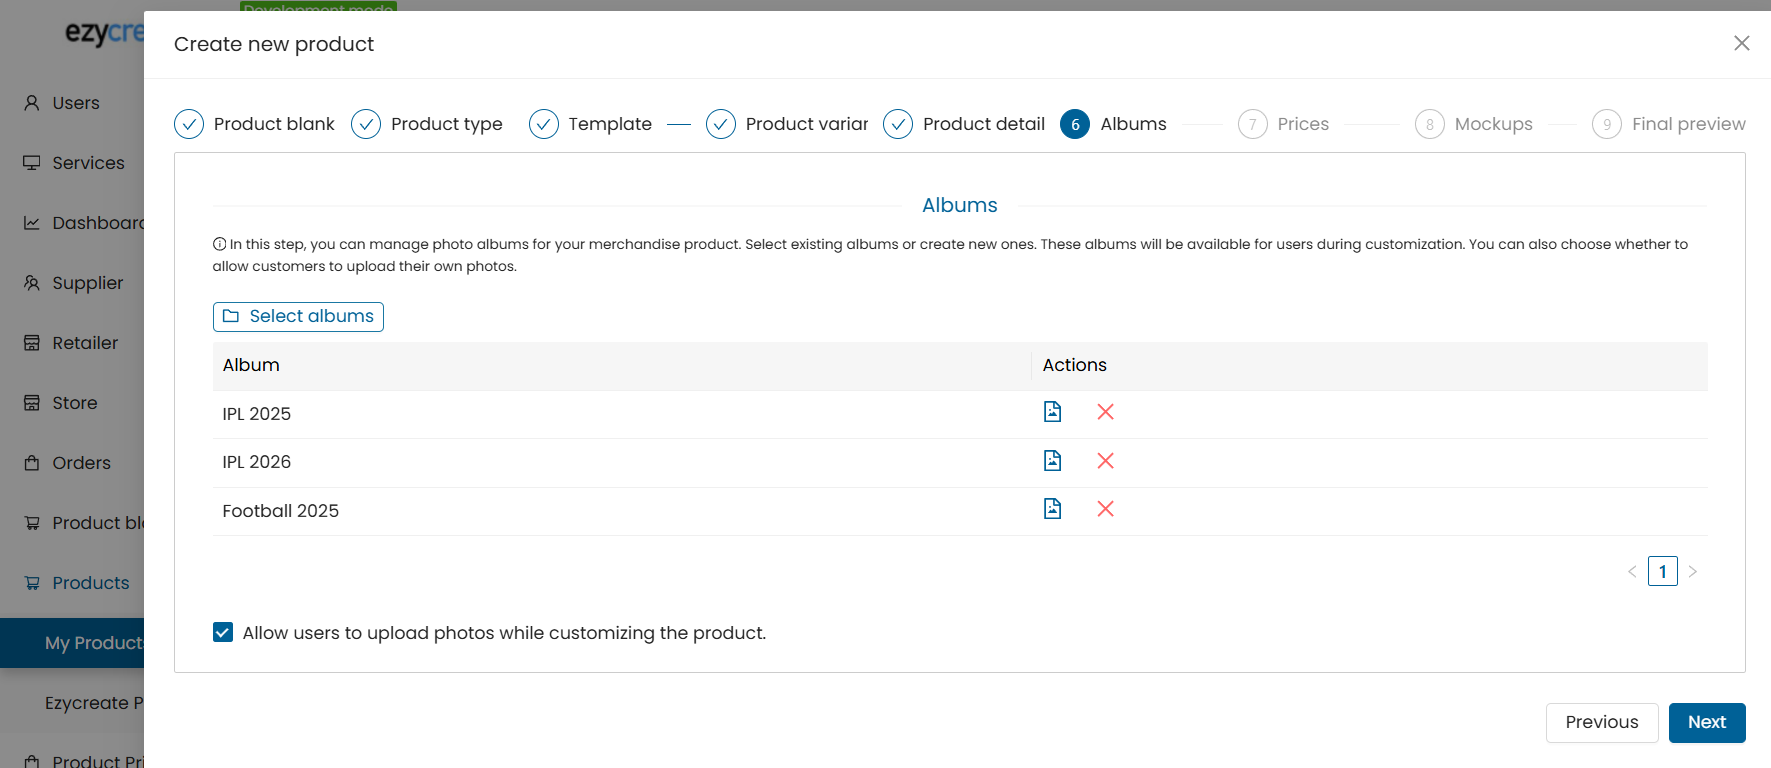 Development mode
ezycre
Create new product
Users
Services
Dashboard
Supplier
Retailer
Store
Orders
Product bl
Products
My Products
Ezycreate P
Product Pri
Product blank
Product type
Template
Product variar
Product detail
6 Albums
7 Prices
8 Mockups
9 Final preview
Albums
In this step, you can manage photo albums for your merchandise product. Select existing albums or create new ones. These albums will be available for users during customization. You can also choose whether to
allow customers to upload their own photos.
Select albums
Album Actions
IPL 2025
IPL 2026
Football 2025
< 1 >
Allow users to upload photos while customizing the product.
Previous Next